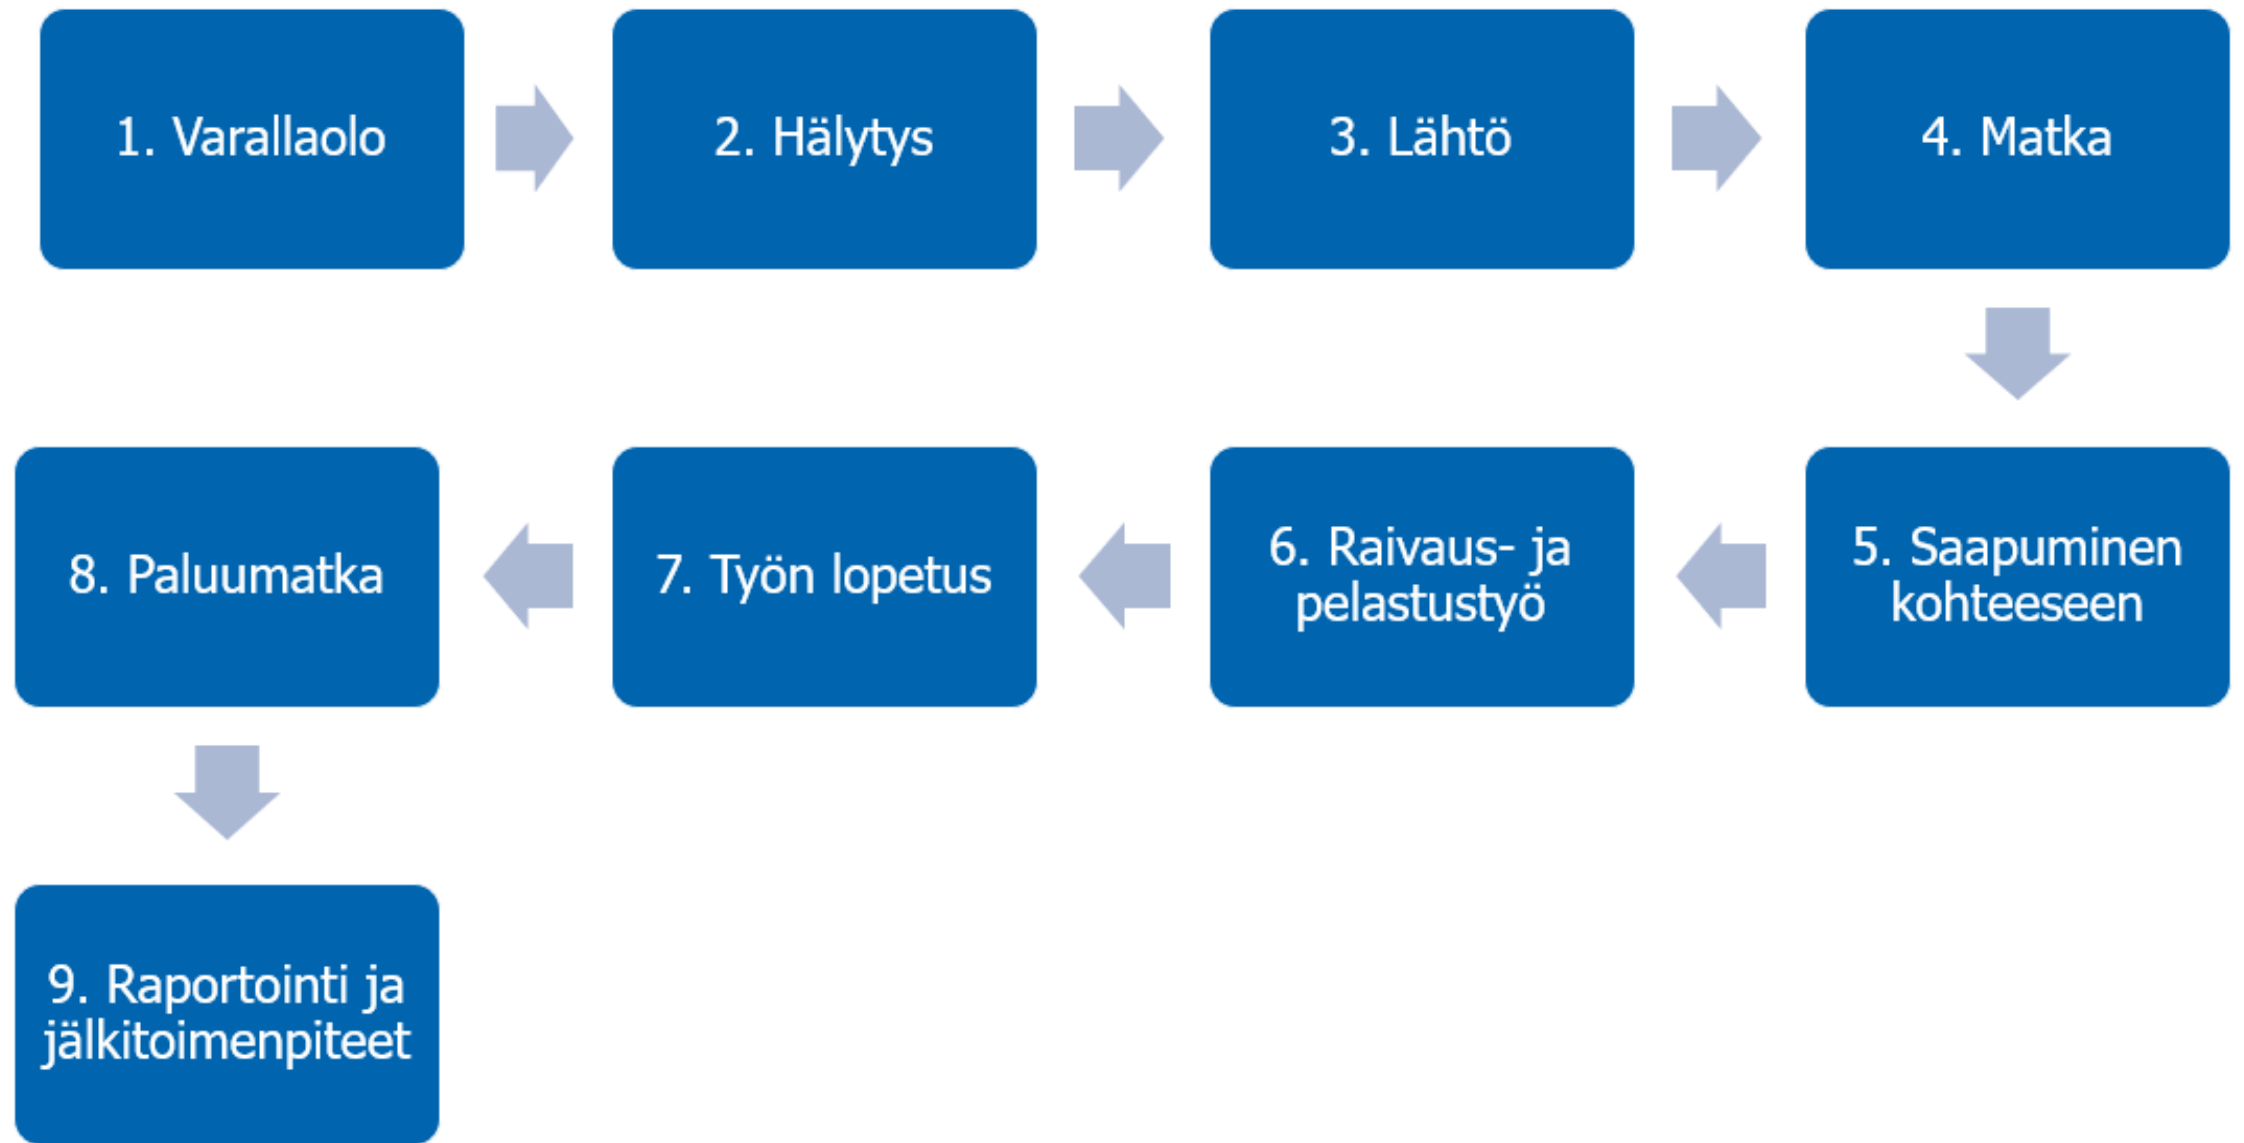 1. Varallaolo
2. Hälytys
3. Lähtö
4. Matka
5. Saapuminen
kohteeseen
6. Raivaus- ja
pelastustyö
7. Työn lopetus
8. Paluumatka
9. Raportointi ja
jälkitoimenpiteet